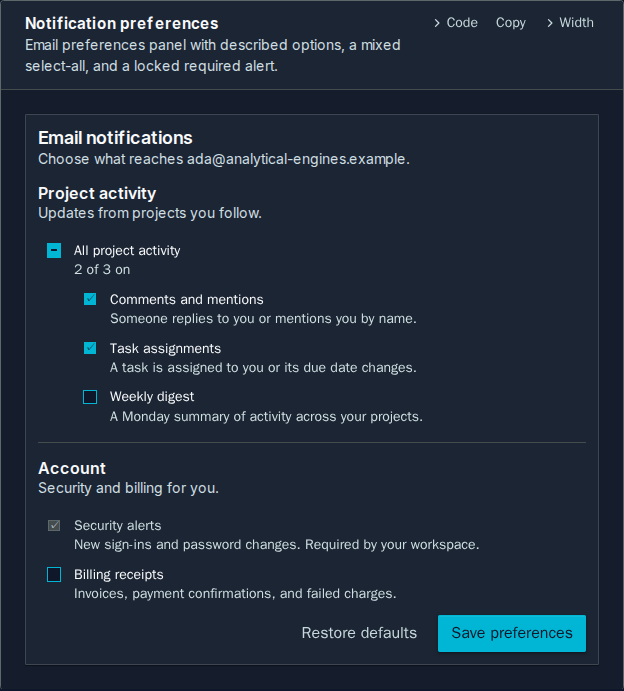 Notification preferences
Code Copy Width
Email preferences panel with described options, a mixed
select-all, and a locked required alert.
Email notifications
Choose what reaches ada@analytical-engines.example.
Project activity
Updates from projects you follow.
All project activity
2 of 3 on
Comments and mentions
Someone replies to you or mentions you by name.
Task assignments
A task is assigned to you or its due date changes.
Weekly digest
A Monday summary of activity across your projects.
Account
Security and billing for you.
Security alerts
New sign-ins and password changes. Required by your workspace.
Billing receipts
Invoices, payment confirmations, and failed charges.
Restore defaults Save preferences